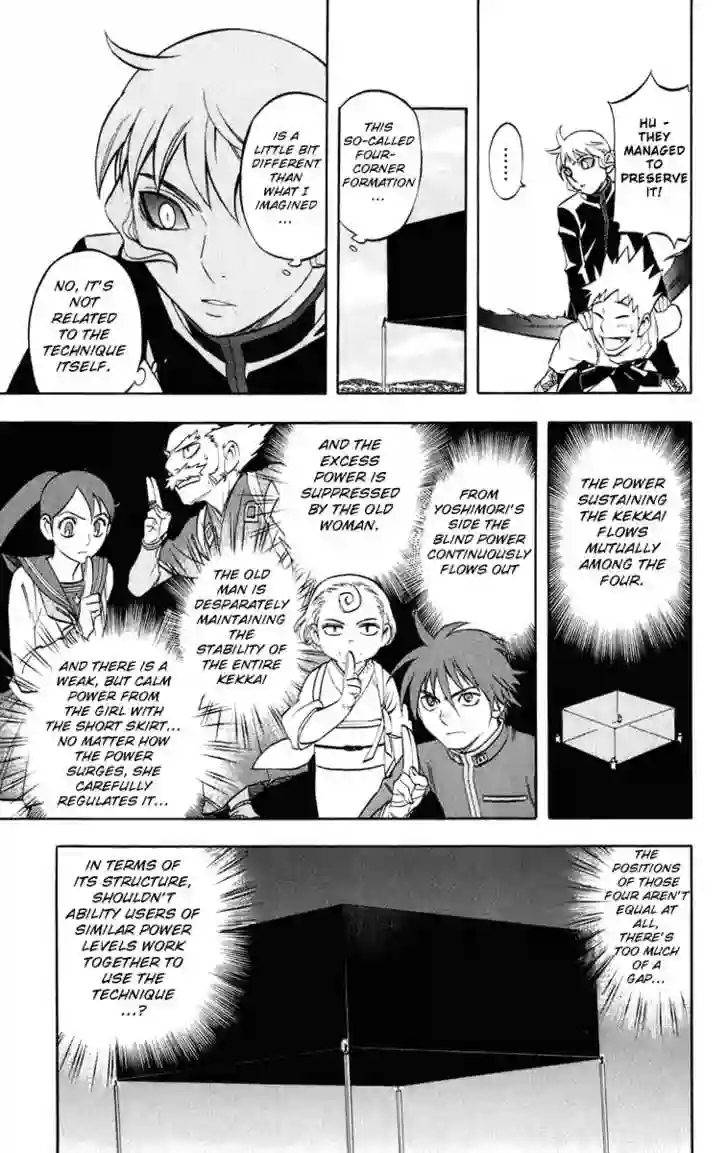 HU -
THEY
MANAGED
TO
PRESERVE
IT!
.....
THIS
SO-CALLED
FOUR-
CORNER
FORMATION
...
IS A
LITTLE BIT
DIFFERENT
THAN
WHAT I
IMAGINED
...
NO, IT'S
NOT
RELATED
TO THE
TECHNIQUE
ITSELF.
THE POWER
SUSTAINING
THE KEKKAI
FLOWS
MUTUALLY
AMONG THE
FOUR.
FROM
YOSHIMORI'S
SIDE THE
BLIND POWER
CONTINUOUSLY
FLOWS OUT
AND THE
EXCESS
POWER IS
SUPPRESSED
BY THE OLD
WOMAN.
THE OLD
MAN IS
DESPARATELY
MAINTAINING
THE
STABILITY OF
THE ENTIRE
KEKKAI
AND THERE IS A
WEAK, BUT CALM
POWER FROM
THE GIRL WITH
THE SHORT SKIRT...
NO MATTER HOW
THE POWER
SURGES, SHE
CAREFULLY
REGULATES IT...
THE
POSITIONS
OF THOSE
FOUR AREN'T
EQUAL AT
ALL,
THERE'S
TOO MUCH
OF A
GAP...
IN TERMS OF
ITS STRUCTURE,
SHOULDN'T
ABILITY USERS OF
SIMILAR POWER
LEVELS WORK
TOGETHER TO
USE THE
TECHNIQUE
...?